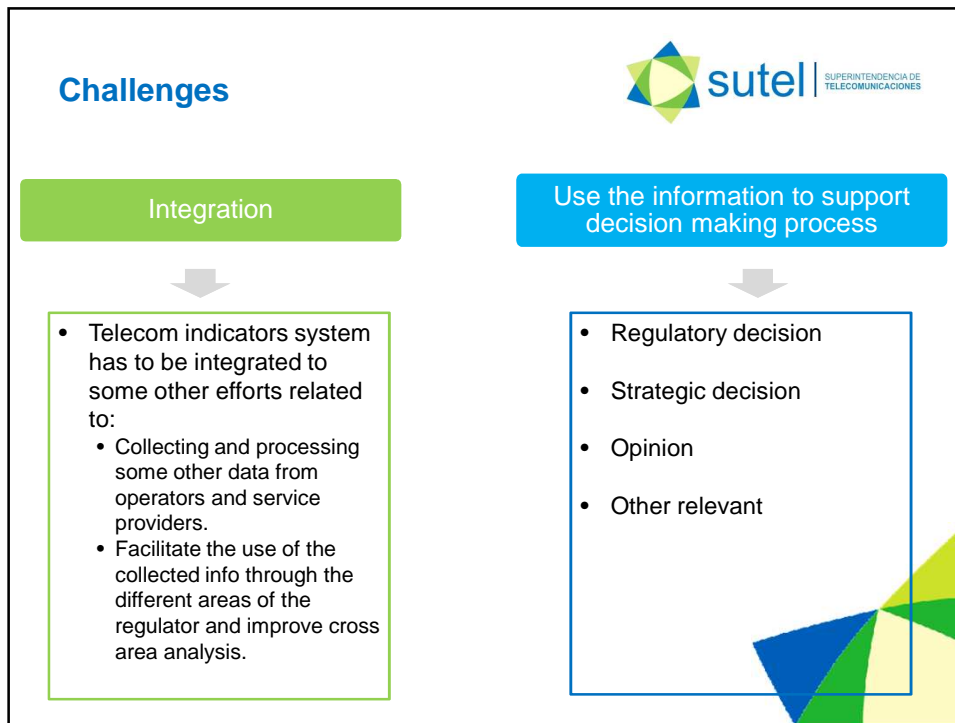 Challenges
sutel
SUPERINTENDENCIA DE
TELECOMUNICACIONES
Integration
• Telecom indicators system
has to be integrated to
some other efforts related
to:
• Collecting and processing
some other data from
operators and service
providers.
• Facilitate the use of the
collected info through the
different areas of the
regulator and improve cross
area analysis.
Use the information to support
decision making process
• Regulatory decision
• Strategic decision
• Opinion
• Other relevant